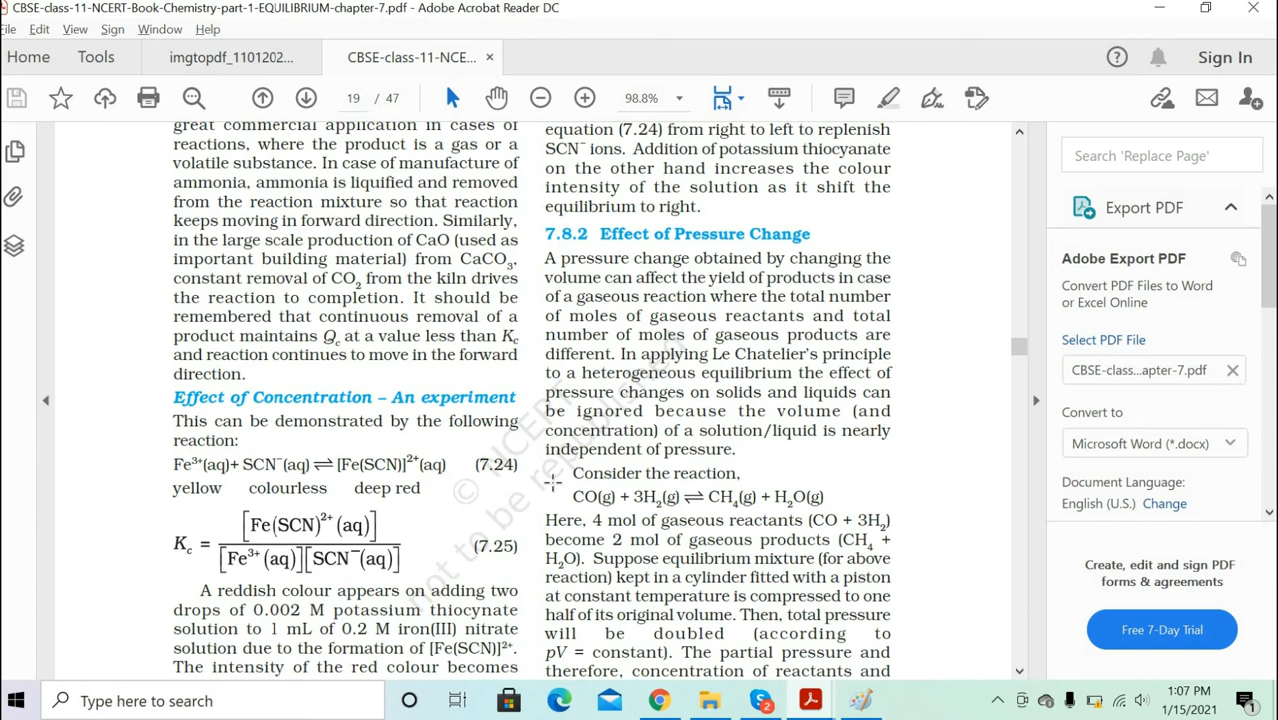 CBSE-class-11-NCERT-Book-Chemistry-part-1-EQUILIBRIUM-chapter-7.pdf - Adobe Acrobat Reader DC
File Edit View Sign Window Help
Home Tools imgtopdf_1101202... CBSE-class-11-NCE... × Sign In
19 / 47 98.8%
great commercial application in cases of
reactions, where the product is a gas or a
volatile substance. In case of manufacture of
ammonia, ammonia is liquified and removed
from the reaction mixture so that reaction
keeps moving in forward direction. Similarly,
in the large scale production of CaO (used as
important building material) from CaCO₃,
constant removal of CO₂ from the kiln drives
the reaction to completion. It should be
remembered that continuous removal of a
product maintains Q꜀ at a value less than K꜀
and reaction continues to move in the forward
direction.
Effect of Concentration – An experiment
This can be demonstrated by the following
reaction:
Fe³⁺(aq)+ SCN⁻(aq) ⇌ [Fe(SCN)]²⁺(aq) (7.24)
yellow colourless deep red
K꜀ = [Fe(SCN)²⁺(aq)] / [Fe³⁺(aq)][SCN⁻(aq)] (7.25)
A reddish colour appears on adding two
drops of 0.002 M potassium thiocynate
solution to 1 mL of 0.2 M iron(III) nitrate
solution due to the formation of [Fe(SCN)]²⁺.
The intensity of the red colour becomes
equation (7.24) from right to left to replenish
SCN⁻ ions. Addition of potassium thiocyanate
on the other hand increases the colour
intensity of the solution as it shift the
equilibrium to right.
7.8.2 Effect of Pressure Change
A pressure change obtained by changing the
volume can affect the yield of products in case
of a gaseous reaction where the total number
of moles of gaseous reactants and total
number of moles of gaseous products are
different. In applying Le Chatelier's principle
to a heterogeneous equilibrium the effect of
pressure changes on solids and liquids can
be ignored because the volume (and
concentration) of a solution/liquid is nearly
independent of pressure.
Consider the reaction,
CO(g) + 3H₂(g) ⇌ CH₄(g) + H₂O(g)
Here, 4 mol of gaseous reactants (CO + 3H₂)
become 2 mol of gaseous products (CH₄ +
H₂O). Suppose equilibrium mixture (for above
reaction) kept in a cylinder fitted with a piston
at constant temperature is compressed to one
half of its original volume. Then, total pressure
will be doubled (according to
pV = constant). The partial pressure and
therefore, concentration of reactants and
© NCERT
not to be republished
Search 'Replace Page'
Export PDF
Adobe Export PDF
Convert PDF Files to Word
or Excel Online
Select PDF File
CBSE-class...apter-7.pdf ×
Convert to
Microsoft Word (*.docx)
Document Language:
English (U.S.) Change
Create, edit and sign PDF
forms & agreements
Free 7-Day Trial
Type here to search
2
1:07 PM
1/15/2021
1